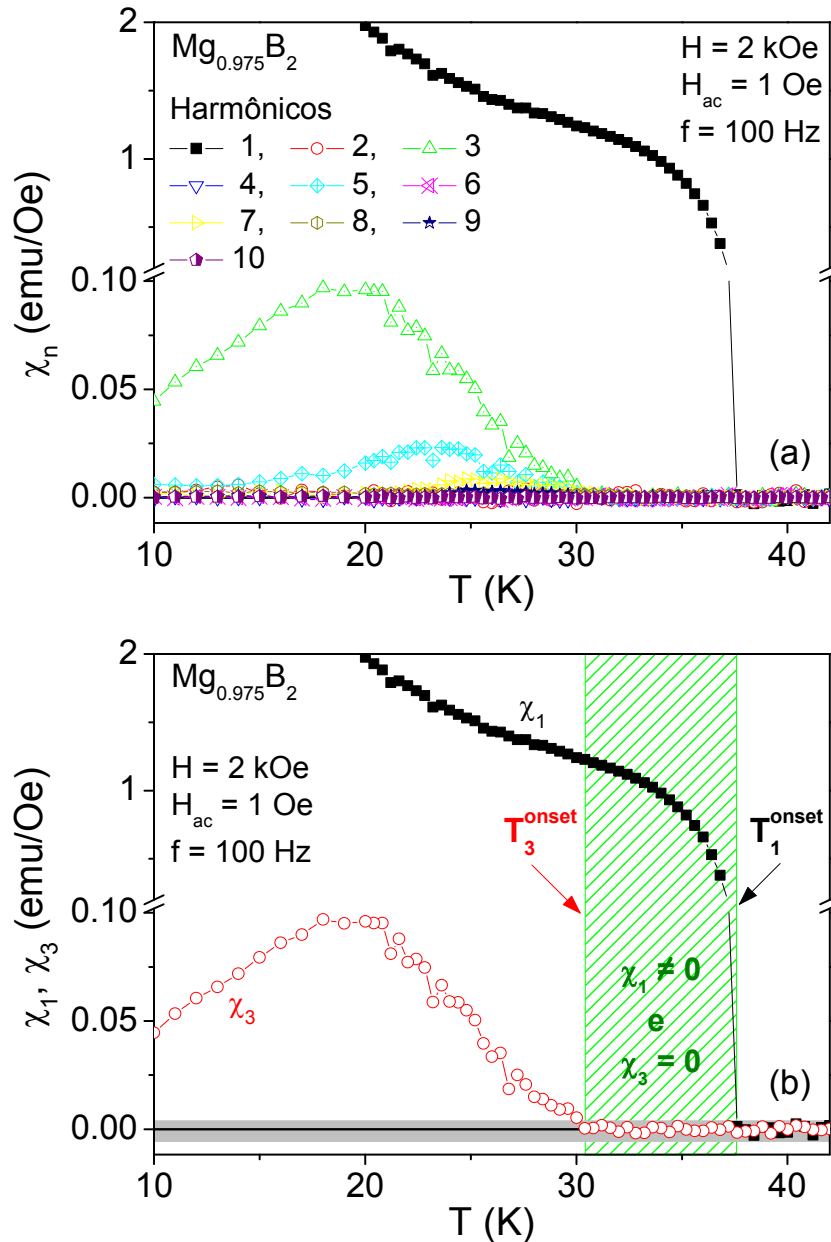 2
Mg0.975B2
H = 2 kOe
Hac = 1 Oe
f = 100 Hz
Harmônicos
1, 2, 3
4, 5, 6
7, 8, 9
10
1
0.10
0.05
0.00
χn (emu/Oe)
(a)
10 20 30 40
T (K)
2
Mg0.975B2
χ1
H = 2 kOe
Hac = 1 Oe
f = 100 Hz
T3onset
T1onset
1
0.10
0.05
0.00
χ1, χ3 (emu/Oe)
χ3
χ1 ≠ 0
e
χ3 = 0
(b)
10 20 30 40
T (K)